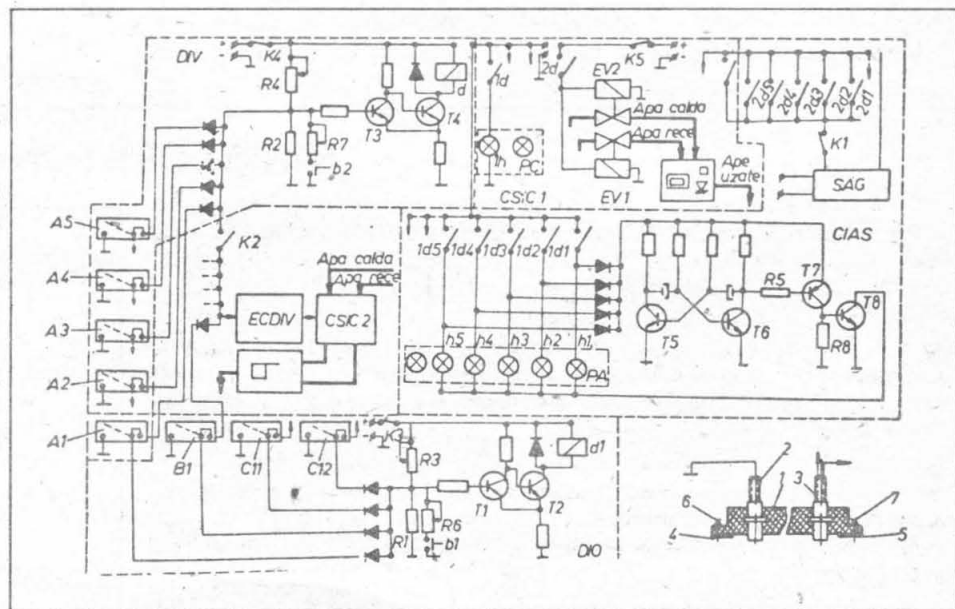 DIV
K4
R4
R2
R7
b2
T3
T4
d
1d
h
PC
CSIC 1
2d
K5
EV2
Apa calda
Apa rece
EV1
Ape
uzate
2d5
2d4
2d3
2d2
2d1
K1
SAG
A5
A4
A3
A2
A1
K2
Apa calda
Apa rece
ECDIV
CSIC 2
1d5
1d4
1d3
1d2
1d1
CIAS
R5
T7
T8
T5
T6
R8
h5
h4
h3
h2
h1
PA
B1
C11
C12
K3
R3
d1
T1
T2
R1
R6
b1
DIO
2
1
3
6
7
4
5